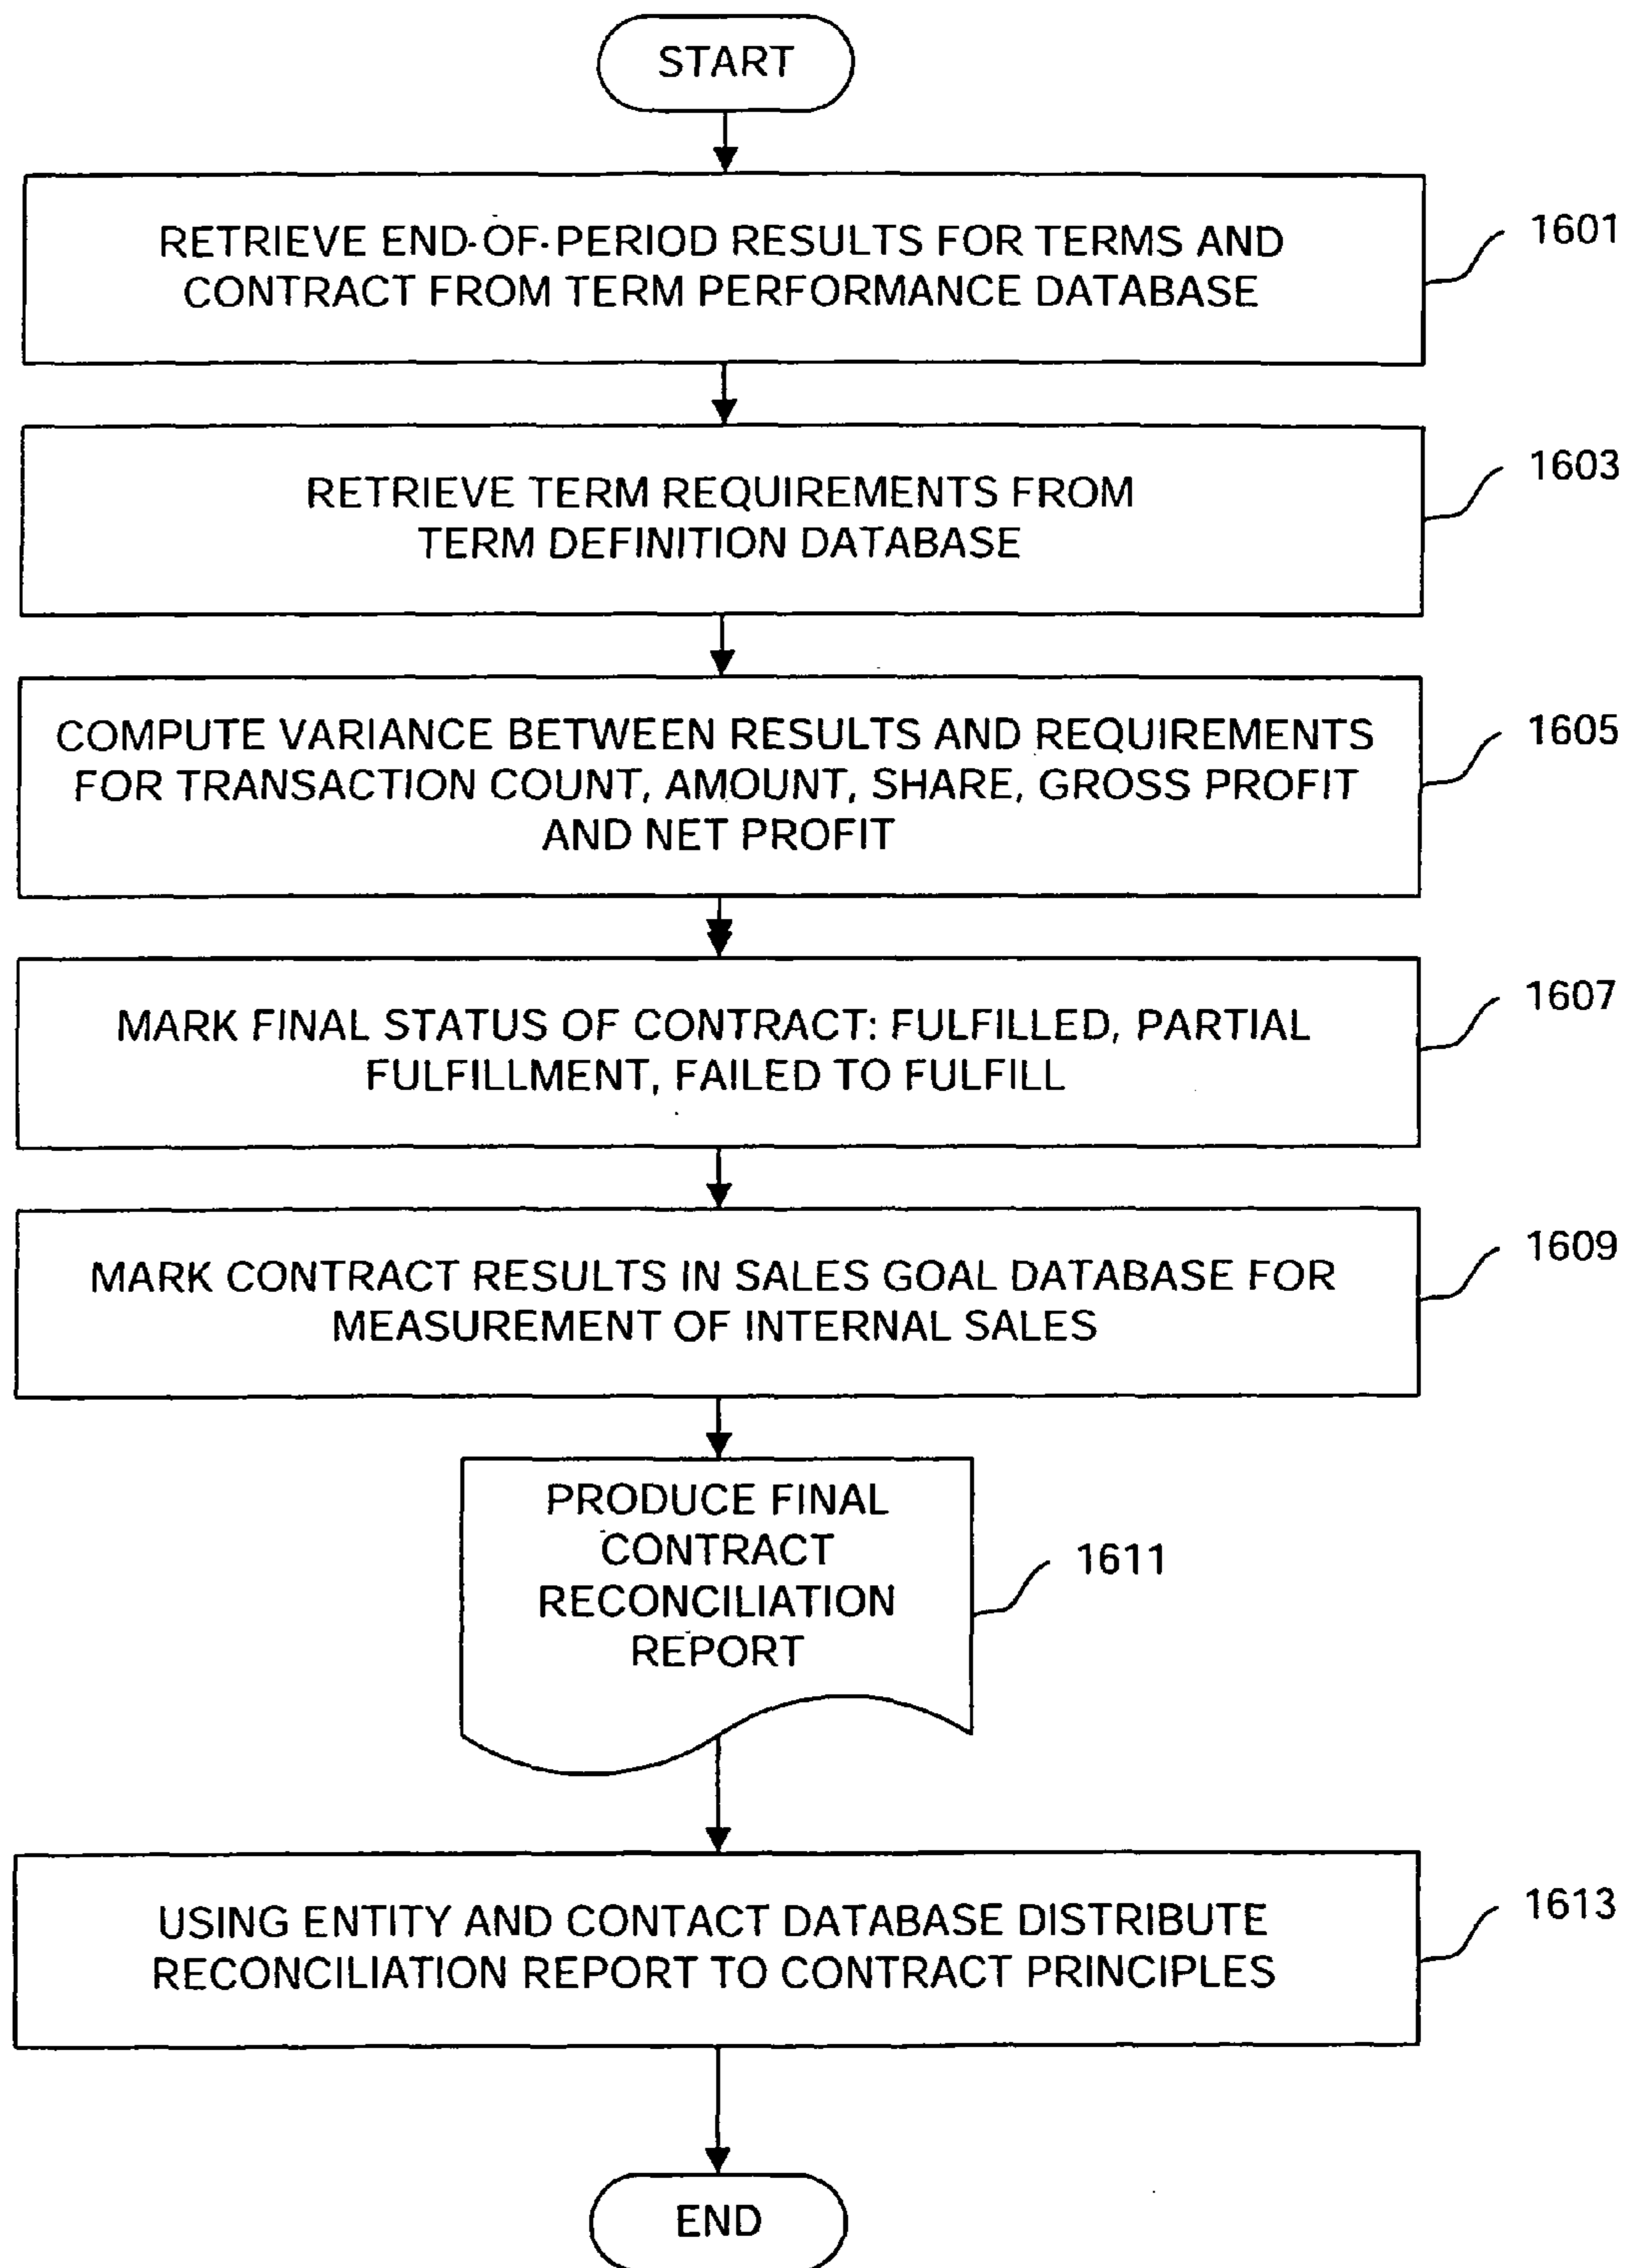 START
RETRIEVE END-OF-PERIOD RESULTS FOR TERMS AND
CONTRACT FROM TERM PERFORMANCE DATABASE
1601
RETRIEVE TERM REQUIREMENTS FROM
TERM DEFINITION DATABASE
1603
COMPUTE VARIANCE BETWEEN RESULTS AND REQUIREMENTS
FOR TRANSACTION COUNT, AMOUNT, SHARE, GROSS PROFIT
AND NET PROFIT
1605
MARK FINAL STATUS OF CONTRACT: FULFILLED, PARTIAL
FULFILLMENT, FAILED TO FULFILL
1607
MARK CONTRACT RESULTS IN SALES GOAL DATABASE FOR
MEASUREMENT OF INTERNAL SALES
1609
PRODUCE FINAL
CONTRACT
RECONCILIATION
REPORT
1611
USING ENTITY AND CONTACT DATABASE DISTRIBUTE
RECONCILIATION REPORT TO CONTRACT PRINCIPLES
1613
END